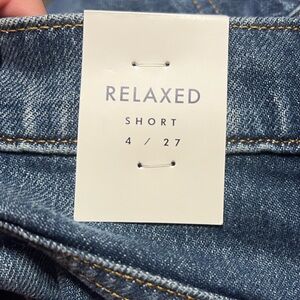 RELAXED
SHORT
4 / 27